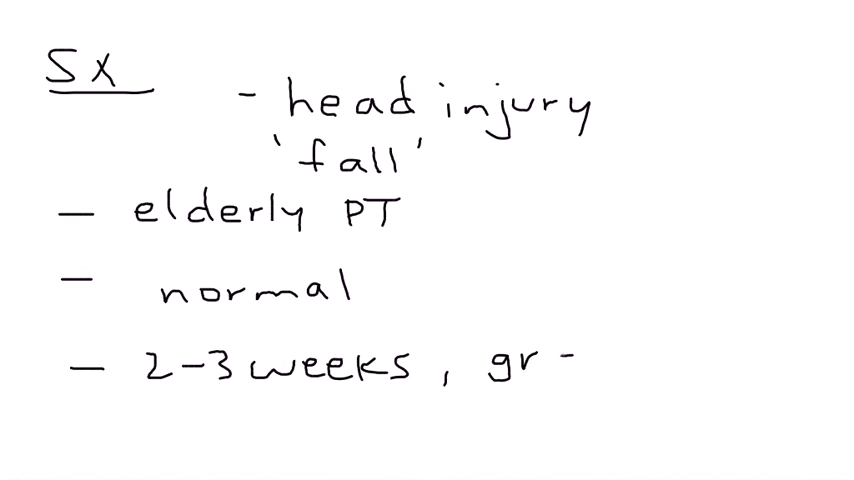 SX
- head injury
'fall'
- elderly PT
- normal
- 2-3 weeks, gr -